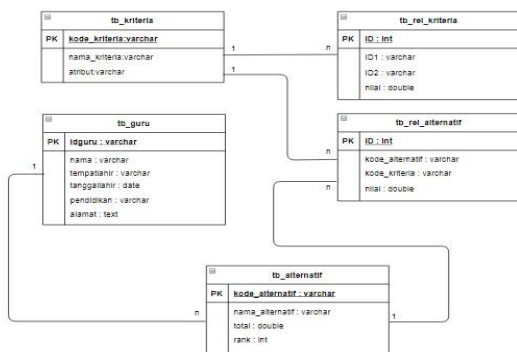 tb_kriteria
PK kode_kriteria:varchar
nama_kriteria:varchar
atribut:varchar
1
1
n
n
n
tb_rel_kriteria
PK ID : int
ID1 : varchar
ID2 : varchar
nilai : double
tb_guru
PK idguru : varchar
nama : varchar
tempatlahir : varchar
tanggallahir : date
pendidikan : varchar
alamat : text
1
n
tb_rel_alternatif
PK ID : int
kode_alternatif : varchar
kode_kriteria : varchar
nilai : double
tb_alternatif
PK kode_alternatif : varchar
nama_alternatif : varchar
total : double
rank : int
1